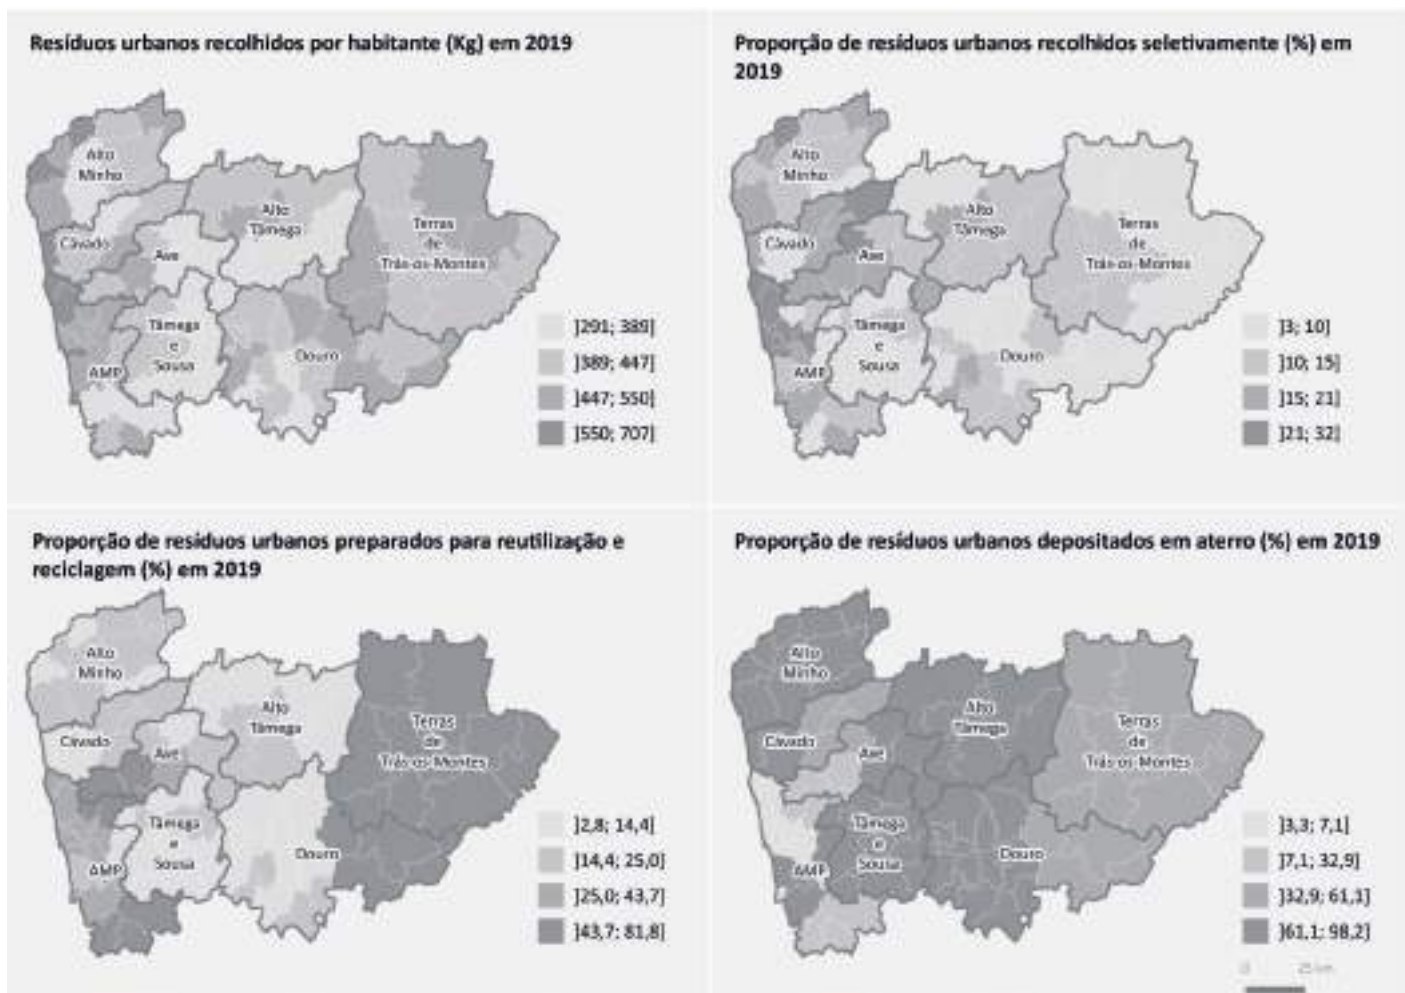 Resíduos urbanos recolhidos por habitante (Kg) em 2019
Alto
Minho
Cávado
Ave
Alto
Tâmega
Terras
de
Trás-os-Montes
Tâmega
e
Sousa
AMP
Douro
]291; 389]
]389; 447]
]447; 550]
]550; 707]
Proporção de resíduos urbanos recolhidos seletivamente (%) em
2019
Alto
Minho
Cávado
Ave
Alto
Tâmega
Terras
de
Trás-os-Montes
Tâmega
e
Sousa
AMP
Douro
]3; 10]
]10; 15]
]15; 21]
]21; 32]
Proporção de resíduos urbanos preparados para reutilização e
reciclagem (%) em 2019
Alto
Minho
Cávado
Ave
Alto
Tâmega
Terras
de
Trás-os-Montes
Tâmega
e
Sousa
AMP
Douro
]2,8; 14,4]
]14,4; 25,0]
]25,0; 43,7]
]43,7; 81,8]
Proporção de resíduos urbanos depositados em aterro (%) em 2019
Alto
Minho
Cávado
Ave
Alto
Tâmega
Terras
de
Trás-os-Montes
Tâmega
e
Sousa
AMP
Douro
]3,3; 7,1]
]7,1; 32,9]
]32,9; 61,1]
]61,1; 98,2]
0 25 km